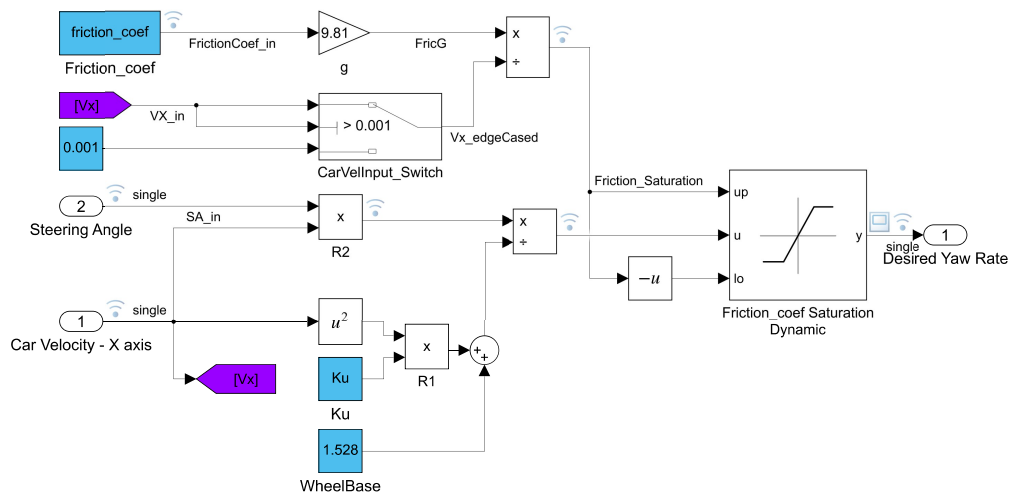 friction_coef
Friction_coef
FrictionCoef_in
9.81
g
FricG
x
÷
[Vx]
VX_in
0.001
> 0.001
CarVelInput_Switch
Vx_edgeCased
2
Steering Angle
single
SA_in
x
R2
x
÷
Friction_Saturation
−u
up
u
lo
y
Friction_coef Saturation
Dynamic
single
1
Desired Yaw Rate
1
Car Velocity - X axis
single
[Vx]
u²
Ku
Ku
x
R1
+
+
1.528
WheelBase